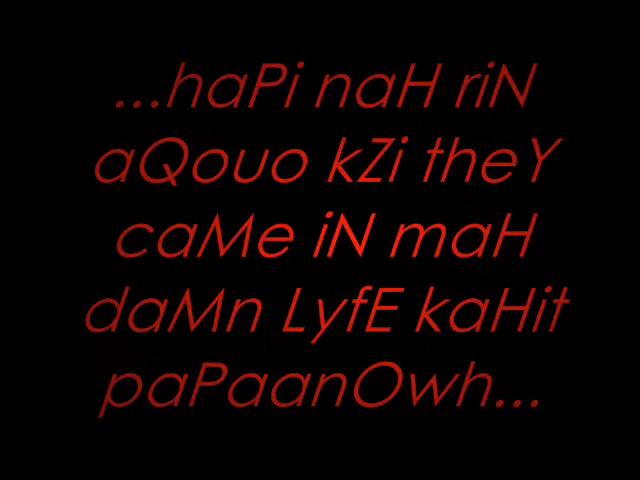 ...haPi naH riN
aQouo kZi theY
caMe iN maH
daMn LyfE kaHit
paPaanOwh...